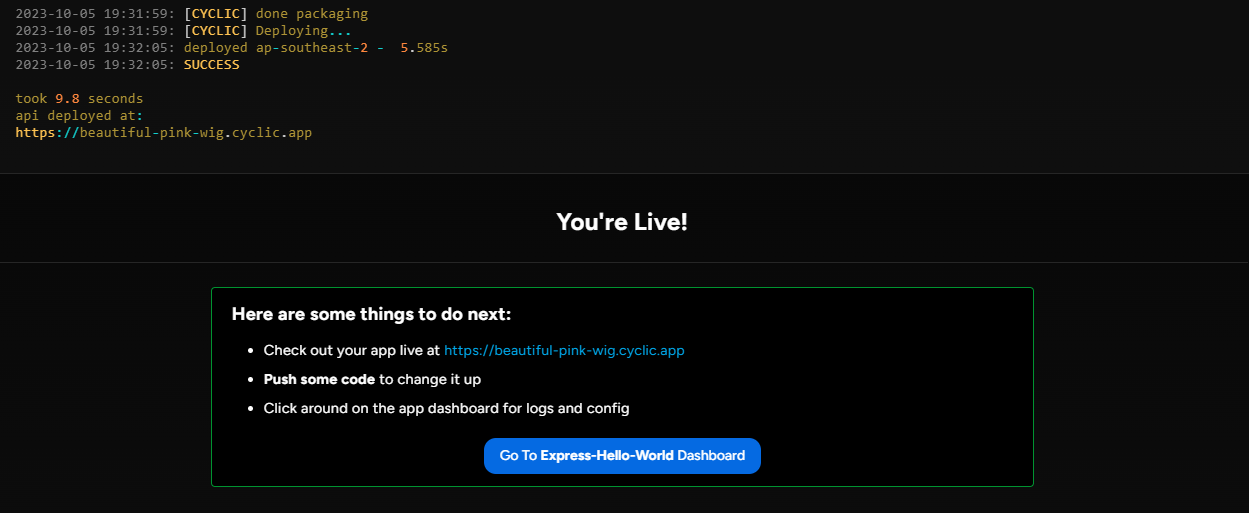 2023-10-05 19:31:59: [CYCLIC] done packaging
2023-10-05 19:31:59: [CYCLIC] Deploying...
2023-10-05 19:32:05: deployed ap-southeast-2 -  5.585s
2023-10-05 19:32:05: SUCCESS
took 9.8 seconds
api deployed at:
https://beautiful-pink-wig.cyclic.app
You're Live!
Here are some things to do next:
• Check out your app live at https://beautiful-pink-wig.cyclic.app
• Push some code to change it up
• Click around on the app dashboard for logs and config
Go To Express-Hello-World Dashboard